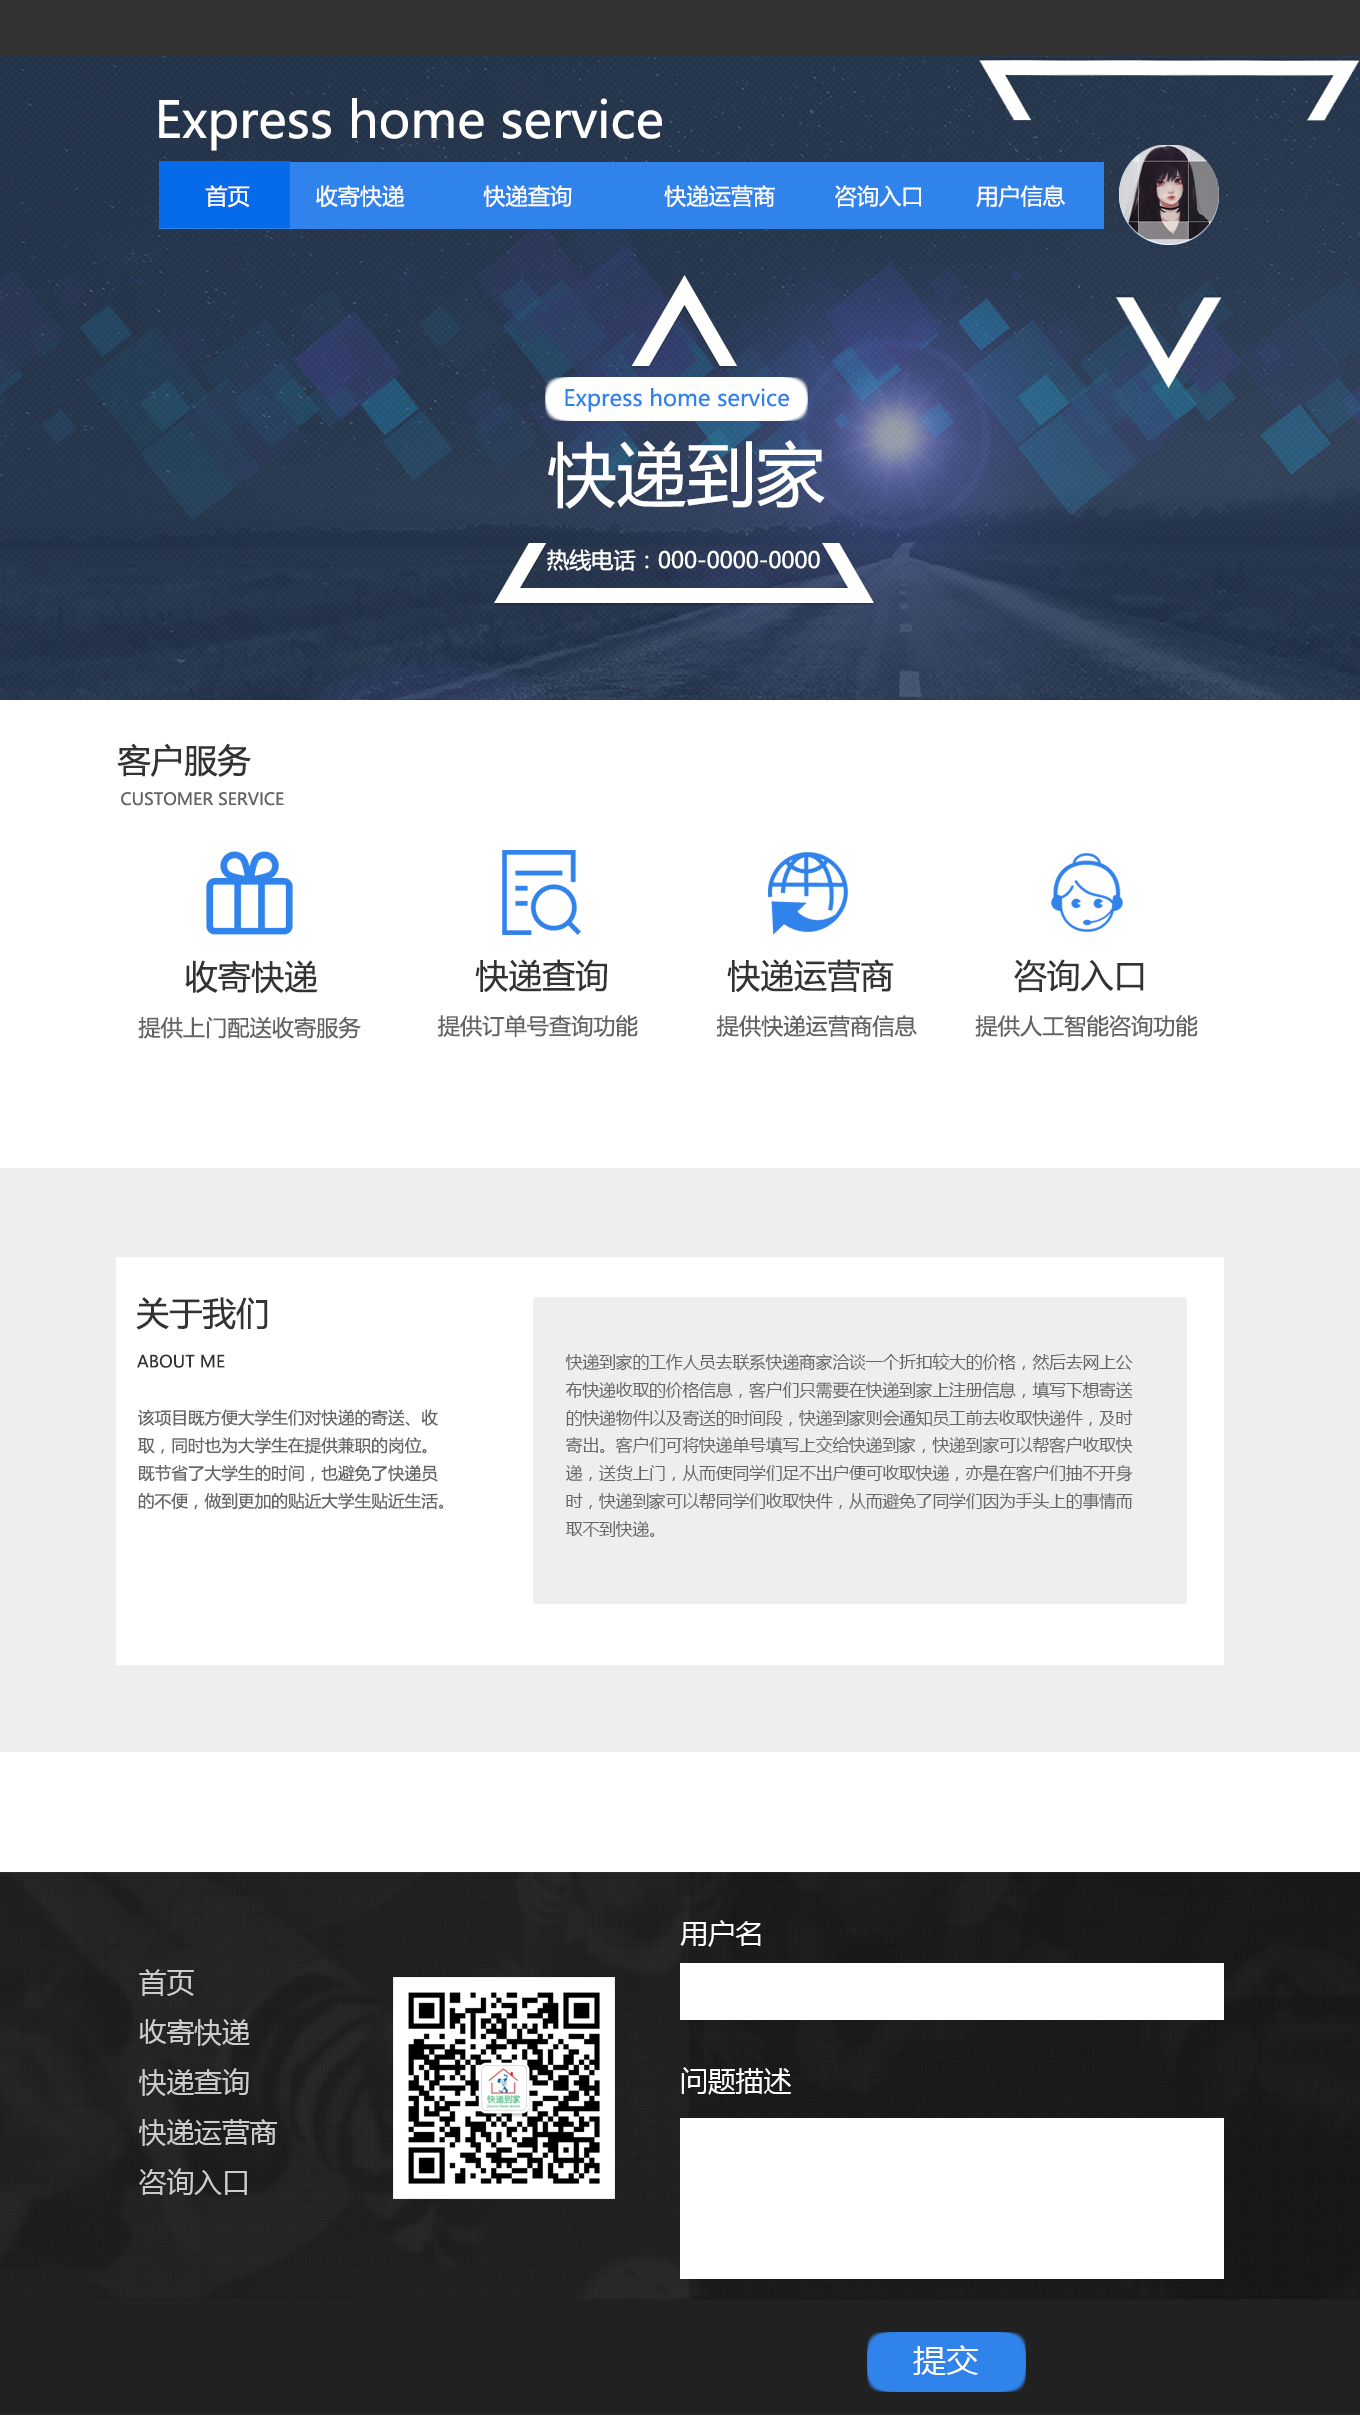 Express home service
首页 收寄快递 快递查询 快递运营商 咨询入口 用户信息
Express home service
快递到家
热线电话：000-0000-0000
客户服务
CUSTOMER SERVICE
收寄快递 快递查询 快递运营商 咨询入口
提供上门配送收寄服务 提供订单号查询功能 提供快递运营商信息 提供人工智能咨询功能
关于我们
ABOUT ME
该项目既方便大学生们对快递的寄送、收
取，同时也为大学生在提供兼职的岗位。
既节省了大学生的时间，也避免了快递员
的不便，做到更加的贴近大学生贴近生活。
快递到家的工作人员去联系快递商家洽谈一个折扣较大的价格，然后去网上公
布快递收取的价格信息，客户们只需要在快递到家上注册信息，填写下想寄送
的快递物件以及寄送的时间段，快递到家则会通知员工前去收取快递件，及时
寄出。客户们可将快递单号填写上交给快递到家，快递到家可以帮客户收取快
递，送货上门，从而使同学们足不出户便可收取快递，亦是在客户们抽不开身
时，快递到家可以帮同学们收取快件，从而避免了同学们因为手头上的事情而
取不到快递。
首页
收寄快递
快递查询
快递运营商
咨询入口
快递到家
用户名
问题描述
提交